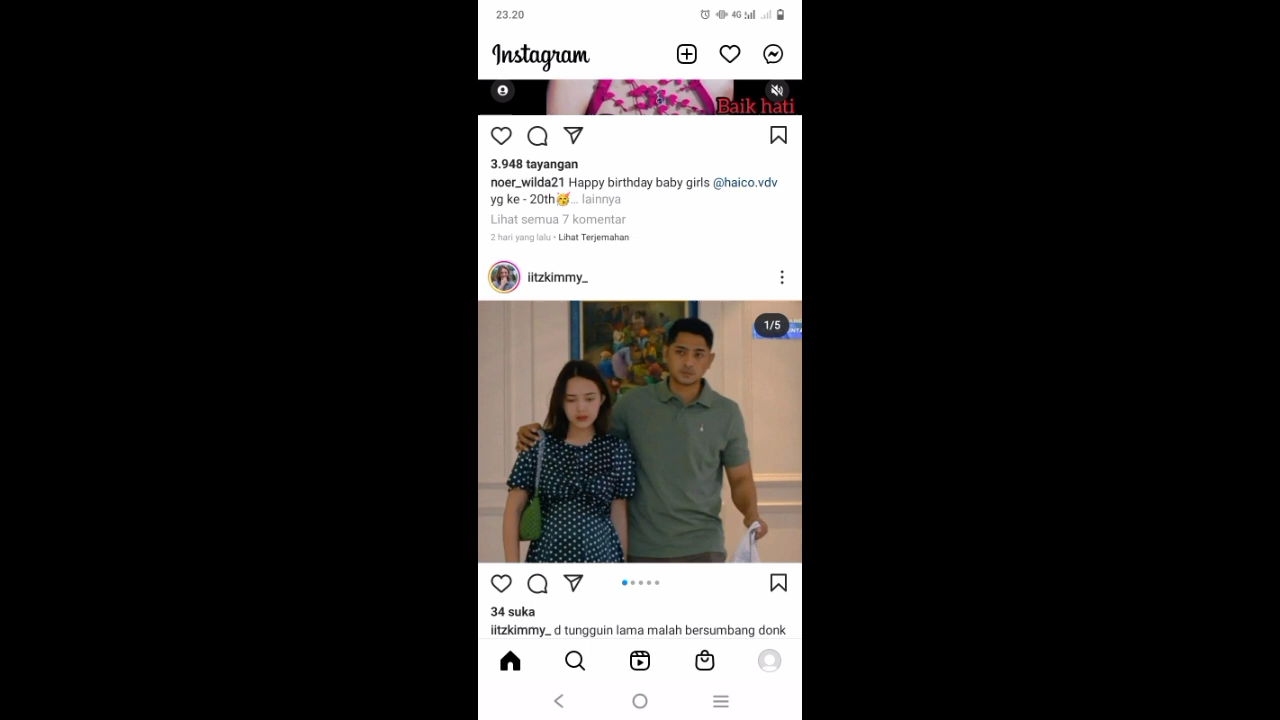 23.20
4G
Instagram
Baik hati
3.948 tayangan
noer_wilda21 Happy birthday baby girls @haico.vdv
yg ke - 20th🥳... lainnya
Lihat semua 7 komentar
2 hari yang lalu • Lihat Terjemahan
iitzkimmy_
1/5
34 suka
iitzkimmy_ d tungguin lama malah bersumbang donk